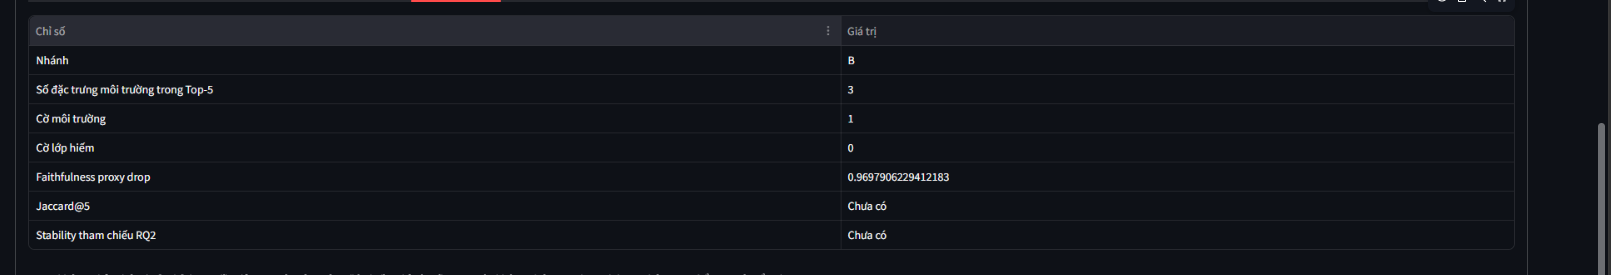 Chỉ số Giá trị
Nhánh B
Số đặc trưng môi trường trong Top-5 3
Cờ môi trường 1
Cờ lớp hiếm 0
Faithfulness proxy drop 0.9697906229412183
Jaccard@5 Chưa có
Stability tham chiếu RQ2 Chưa có